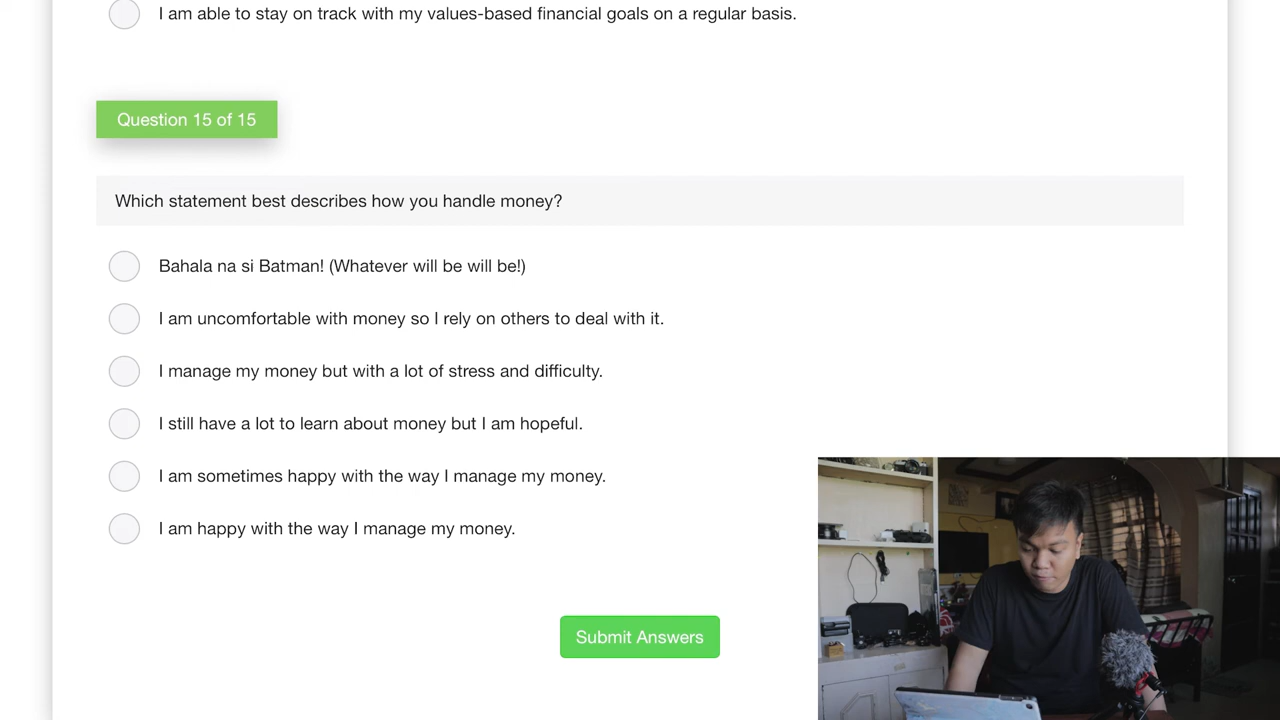 I am able to stay on track with my values-based financial goals on a regular basis.
Question 15 of 15
Which statement best describes how you handle money?
Bahala na si Batman! (Whatever will be will be!)
I am uncomfortable with money so I rely on others to deal with it.
I manage my money but with a lot of stress and difficulty.
I still have a lot to learn about money but I am hopeful.
I am sometimes happy with the way I manage my money.
I am happy with the way I manage my money.
Submit Answers